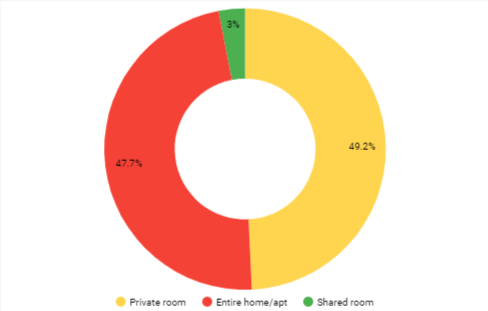 3%
49.2%
47.7%
Private room Entire home/apt Shared room